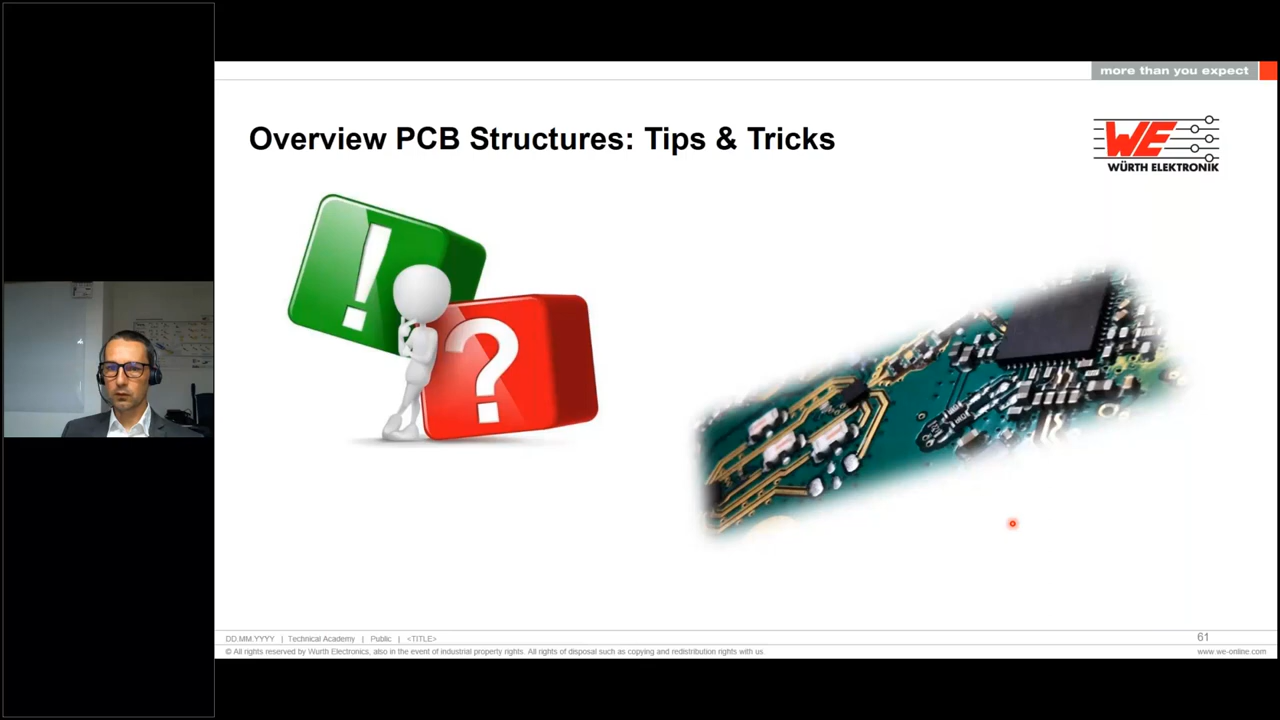 more than you expect
Overview PCB Structures: Tips & Tricks
WE
WÜRTH ELEKTRONIK
!
?
DD.MM.YYYY | Technical Academy | Public | <TITLE>
61
© All rights reserved by Wurth Electronics, also in the event of industrial property rights. All rights of disposal such as copying and redistribution rights with us.
www.we-online.com